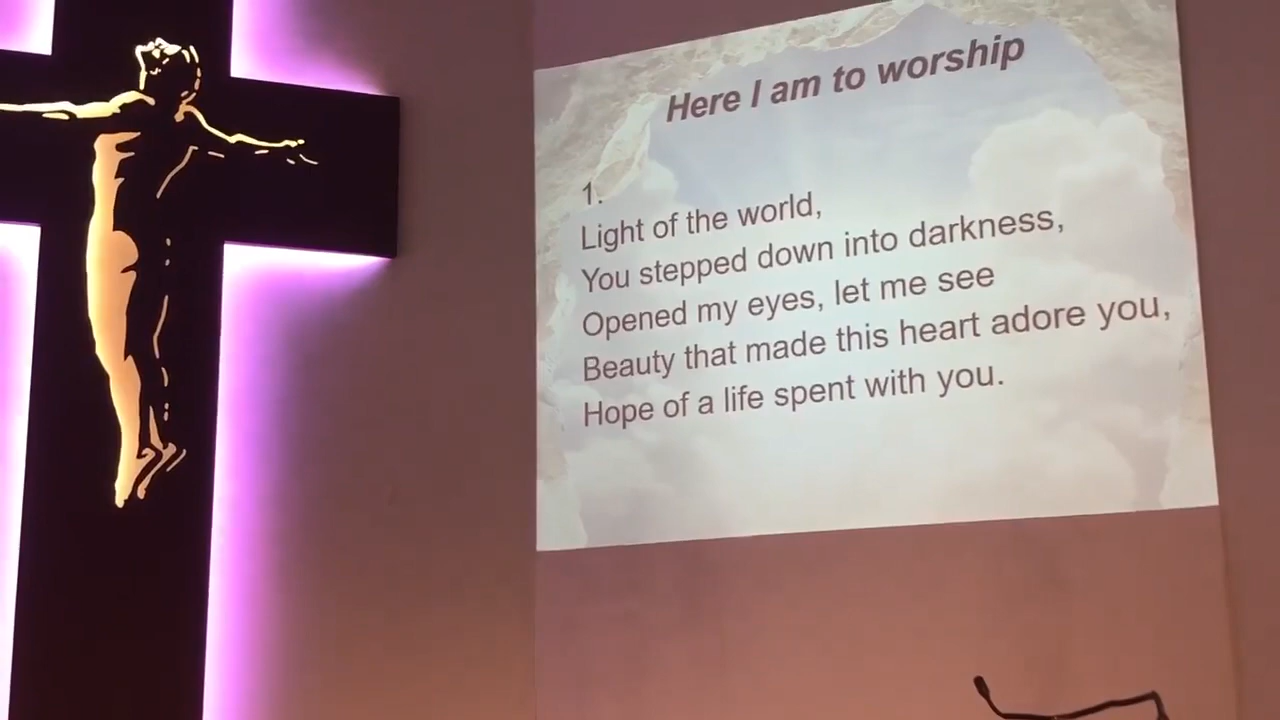 Here I am to worship
1.
Light of the world,
You stepped down into darkness,
Opened my eyes, let me see
Beauty that made this heart adore you,
Hope of a life spent with you.